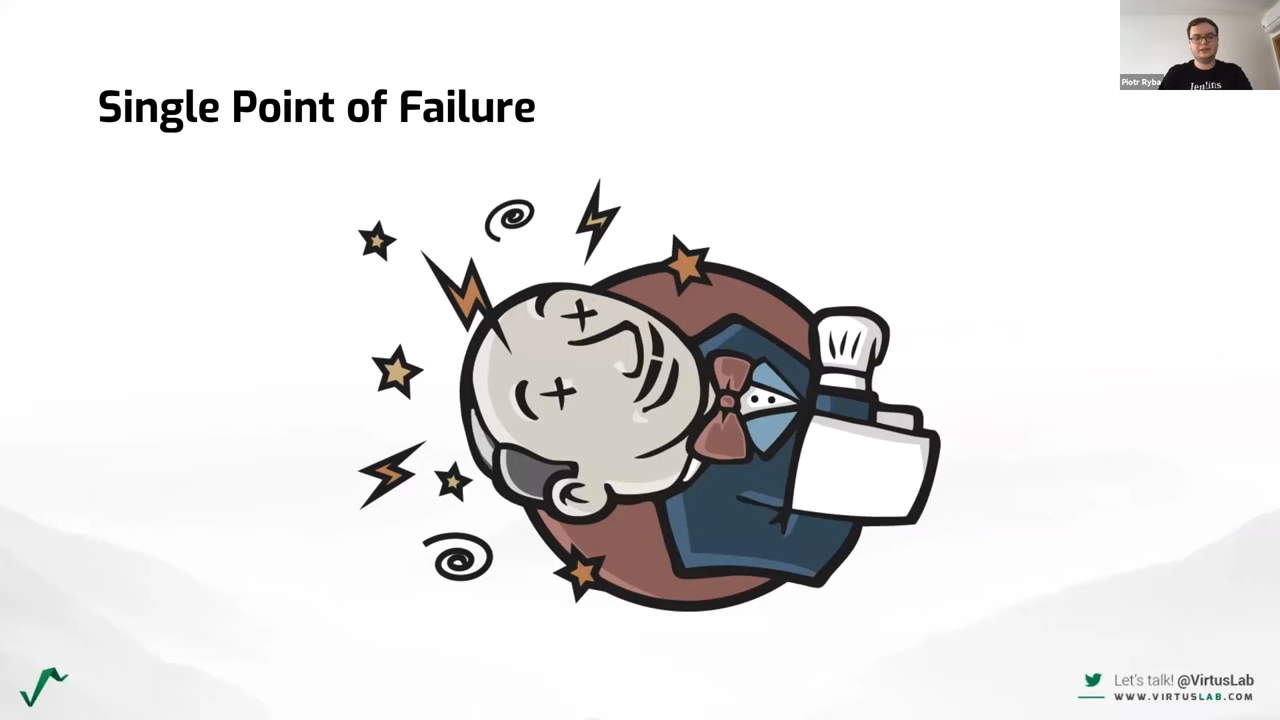 Single Point of Failure
Piotr Ryba
Jenkins
Let's talk! @VirtusLab
WWW.VIRTUSLAB.COM